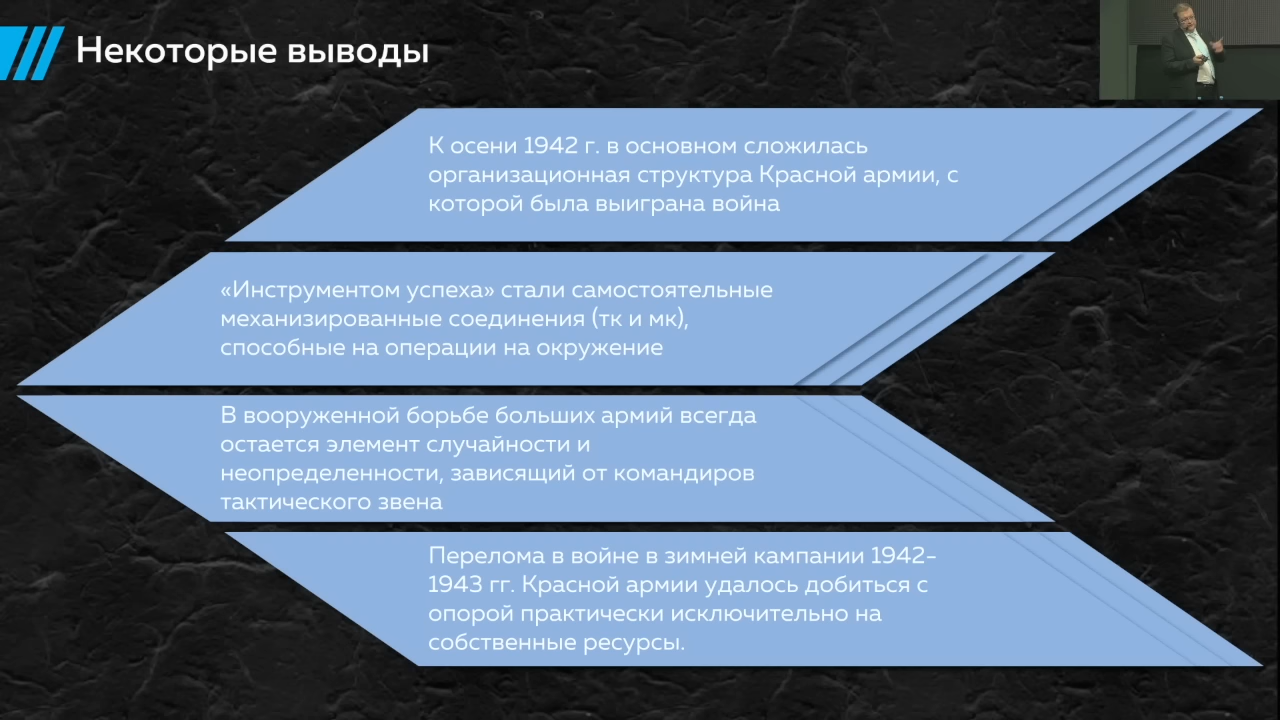 Некоторые выводы
К осени 1942 г. в основном сложилась
организационная структура Красной армии, с
которой была выиграна война
«Инструментом успеха» стали самостоятельные
механизированные соединения (тк и мк),
способные на операции на окружение
В вооруженной борьбе больших армий всегда
остается элемент случайности и
неопределенности, зависящий от командиров
тактического звена
Перелома в войне в зимней кампании 1942-
1943 гг. Красной армии удалось добиться с
опорой практически исключительно на
собственные ресурсы.